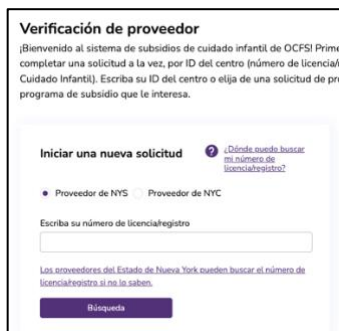 Verificación de proveedor
¡Bienvenido al sistema de subsidios de cuidado infantil de OCFS! Prime
completar una solicitud a la vez, por ID del centro (número de licencia/
Cuidado Infantil). Escriba su ID del centro o elija de una solicitud de pr
programa de subsidio que le interesa.
Iniciar una nueva solicitud
? ¿Dónde puedo buscar
mi número de
licencia/registro?
Proveedor de NYS Proveedor de NYC
Escriba su número de licencia/registro
Los proveedores del Estado de Nueva York pueden buscar el número de
licencia/registro si no lo saben.
Búsqueda